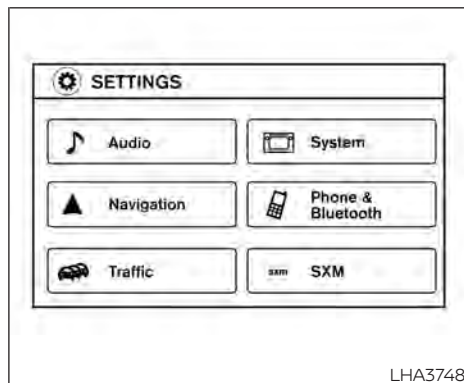 SETTINGS
Audio
System
Navigation
Phone &
Bluetooth
Traffic
sxm
SXM
LHA3748